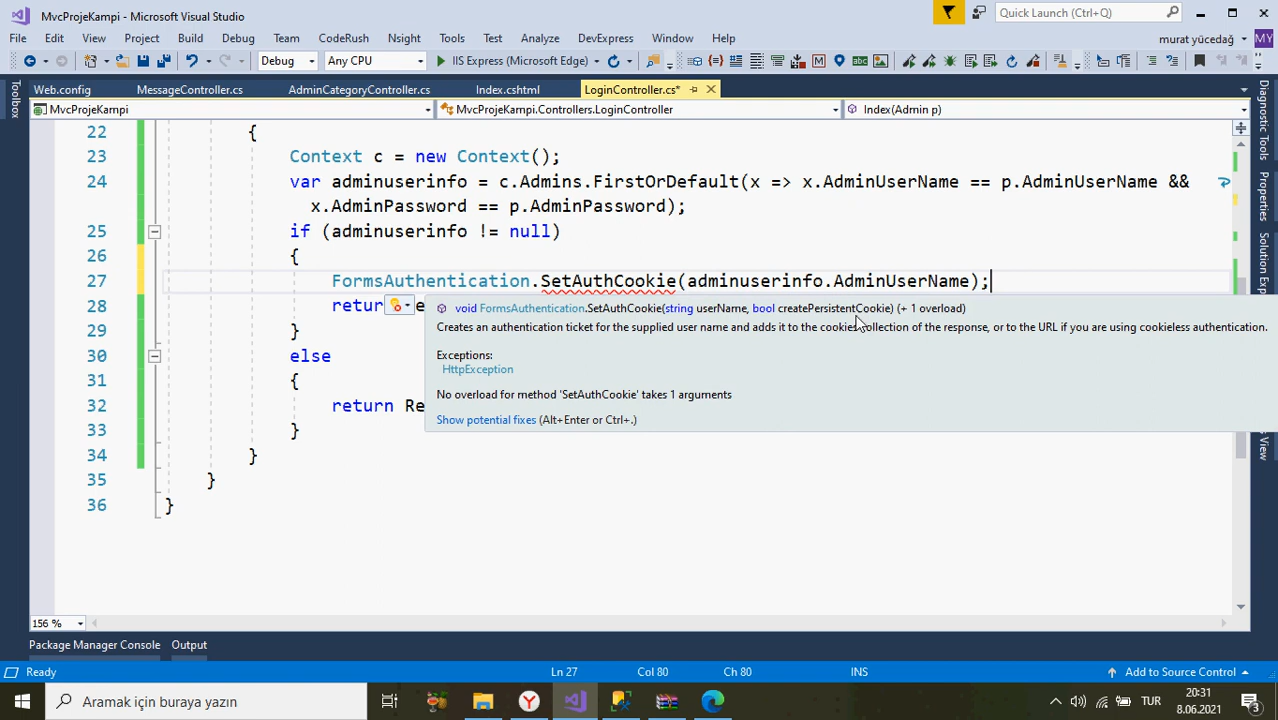 MvcProjeKampi - Microsoft Visual Studio
Quick Launch (Ctrl+Q)
File Edit View Project Build Debug Team CodeRush Nsight Tools Test Analyze DevExpress Window Help
murat yücedağ MY
Debug Any CPU IIS Express (Microsoft Edge)
Web.config MessageController.cs AdminCategoryController.cs Index.cshtml LoginController.cs*
MvcProjeKampi MvcProjeKampi.Controllers.LoginController Index(Admin p)
Toolbox
Diagnostic Tools
Properties
22 {
23 Context c = new Context();
24 var adminuserinfo = c.Admins.FirstOrDefault(x => x.AdminUserName == p.AdminUserName &&
x.AdminPassword == p.AdminPassword);
25 if (adminuserinfo != null)
26 {
27 FormsAuthentication.SetAuthCookie(adminuserinfo.AdminUserName);
28 retur
void FormsAuthentication.SetAuthCookie(string userName, bool createPersistentCookie) (+ 1 overload)
Creates an authentication ticket for the supplied user name and adds it to the cookies collection of the response, or to the URL if you are using cookieless authentication.
Exceptions:
HttpException
No overload for method 'SetAuthCookie' takes 1 arguments
Show potential fixes (Alt+Enter or Ctrl+.)
29 }
30 else
31 {
32 return Re
33 }
34 }
35 }
36 }
156 %
Package Manager Console Output
Ready Ln 27 Col 80 Ch 80 INS Add to Source Control
Aramak için buraya yazın
TUR 20:31
8.06.2021 3